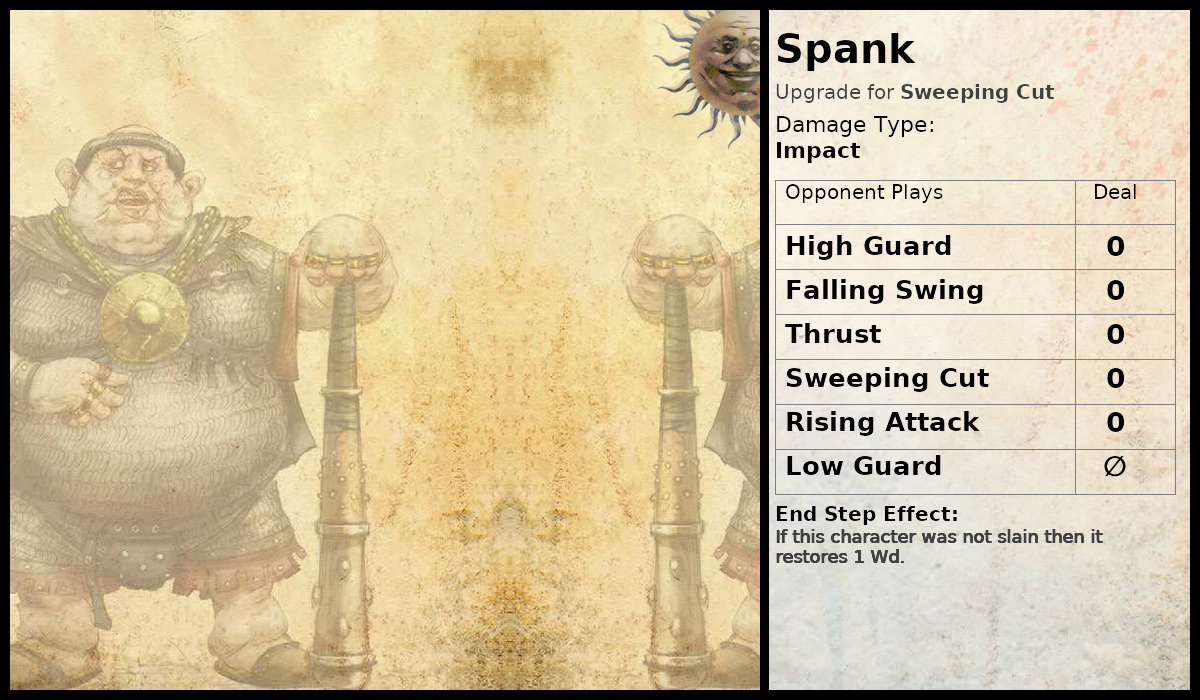 Spank
Upgrade for Sweeping Cut
Damage Type:
Impact
Opponent Plays Deal
High Guard 0
Falling Swing 0
Thrust 0
Sweeping Cut 0
Rising Attack 0
Low Guard ∅
End Step Effect:
If this character was not slain then it
restores 1 Wd.